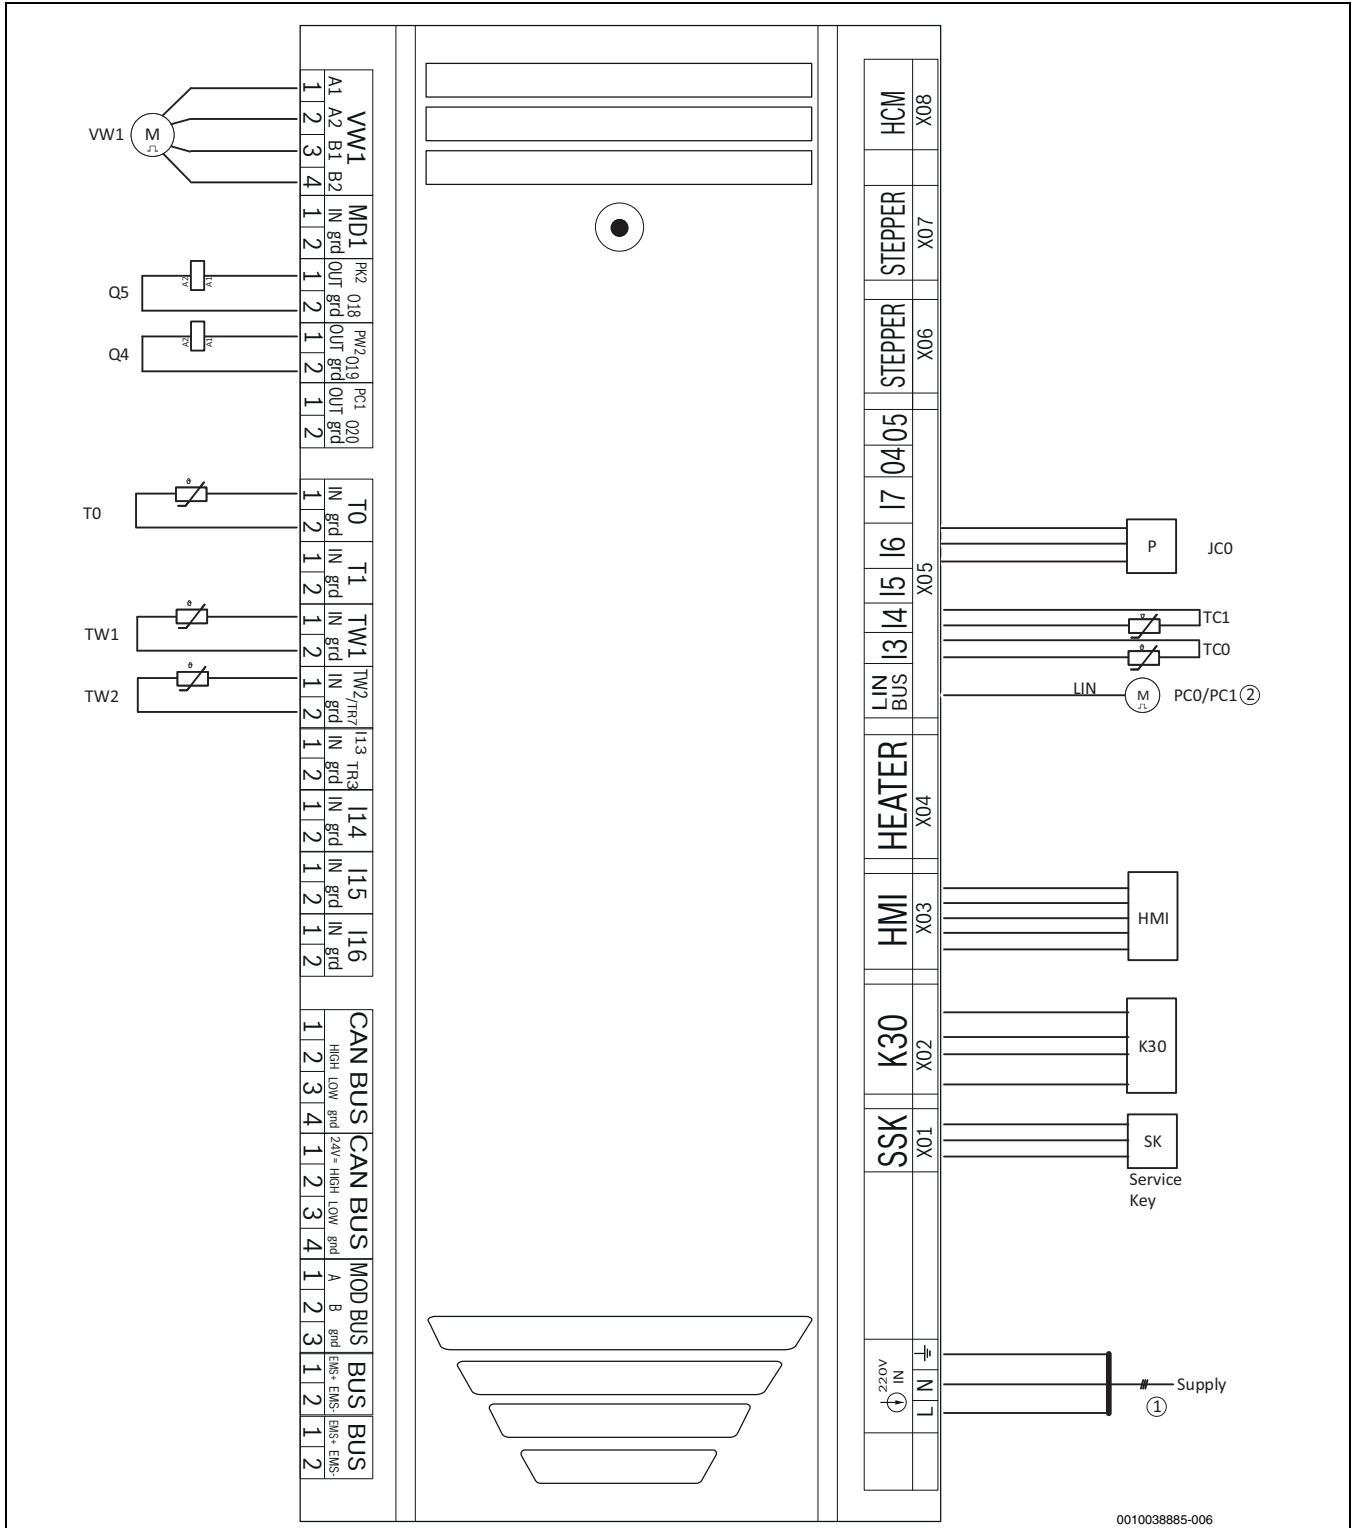 VW1
M
1 A1
2 A2
3 B1
4 B2
VW1
1 IN
2 grd
MD1
Q5
A2
A1
1 OUT PK2
2 grd O18
Q4
A2
A1
1 OUT PW2
2 grd O19
1 OUT PC1
2 grd O20
T0
ϑ
1 IN
2 grd
T0
1 IN
2 grd
T1
TW1
ϑ
1 IN
2 grd
TW1
TW2
ϑ
1 IN
2 grd
TW2/TR7
1 IN I13
2 grd TR3
1 IN
2 grd
I14
1 IN
2 grd
I15
1 IN
2 grd
I16
1
2 HIGH
3 LOW
4 gnd
CAN BUS
1 24V=
2 HIGH
3 LOW
4 gnd
CAN BUS
1 A
2 B
3 gnd
MOD BUS
1 EMS+
2 EMS-
BUS
1 EMS+
2 EMS-
BUS
HCM X08
STEPPER X07
STEPPER X06
O5
O4
I7
I6
I5
I4
I3
LIN BUS
X05
P JC0
TC1
ϑ
TC0
LIN M PC0/PC1 ②
HEATER X04
HMI X03
HMI
K30 X02
K30
SSK X01
SK
Service
Key
220V
IN
N
L
Supply
①
0010038885-006